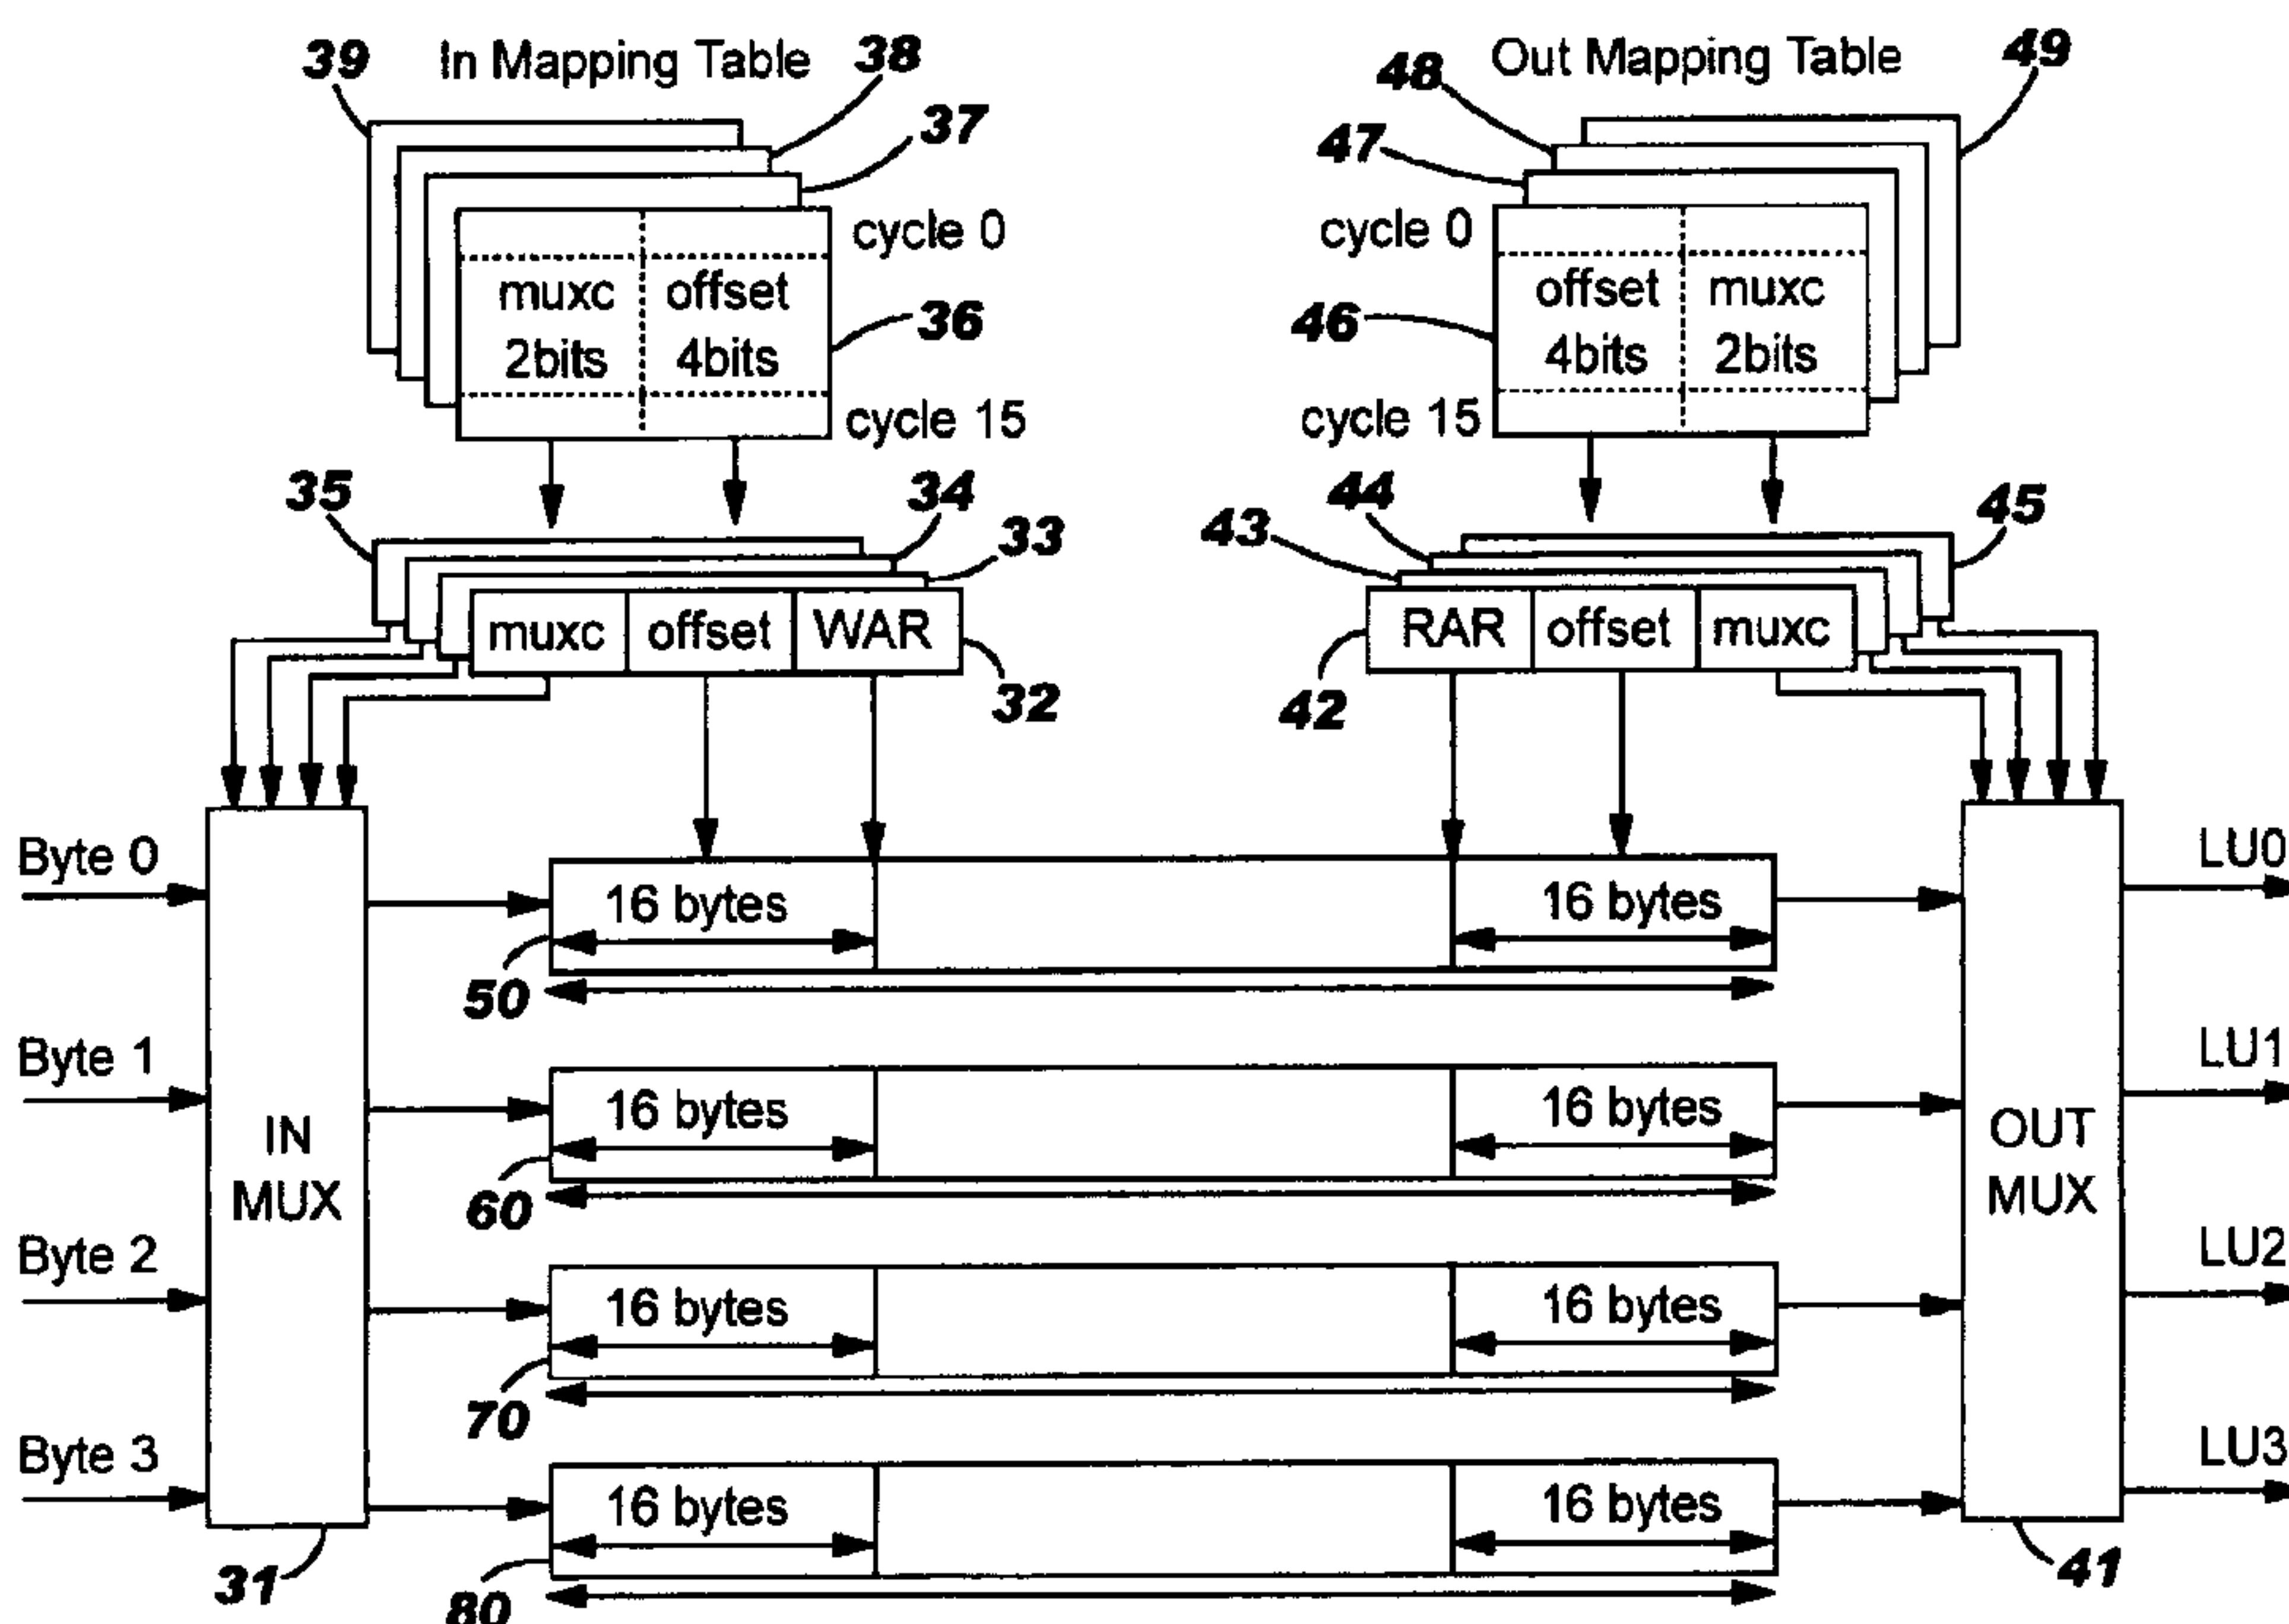 39 In Mapping Table 38
37
cycle 0
muxc offset
2bits 4bits
36
cycle 15
48 Out Mapping Table 49
47
cycle 0
offset muxc
4bits 2bits
46
cycle 15
35 34
33
muxc offset WAR
32
44 45
43
RAR offset muxc
42
Byte 0
Byte 1
Byte 2
Byte 3
IN
MUX
31
16 bytes 16 bytes
50
16 bytes 16 bytes
60
16 bytes 16 bytes
70
16 bytes 16 bytes
80
OUT
MUX
41
LU0
LU1
LU2
LU3